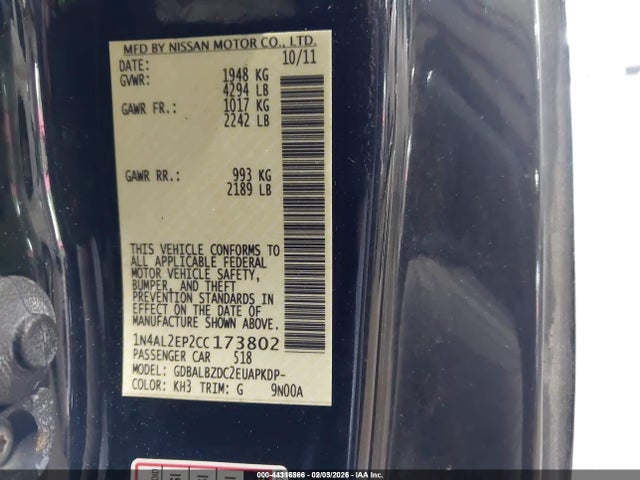 MFD BY NISSAN MOTOR CO., LTD.
DATE: 10/11
GVWR: 1948 KG
4294 LB
GAWR FR.: 1017 KG
2242 LB
GAWR RR.: 993 KG
2189 LB
THIS VEHICLE CONFORMS TO
ALL APPLICABLE FEDERAL
MOTOR VEHICLE SAFETY,
BUMPER, AND THEFT
PREVENTION STANDARDS IN
EFFECT ON THE DATE OF
MANUFACTURE SHOWN ABOVE.
1N4AL2EP2CC173802
PASSENGER CAR 518
MODEL: GDBALBZDC2EUAPKDP-
COLOR: KH3 TRIM: G 9N00A
000-44316566 - 02/05/2026 - IAA Inc.